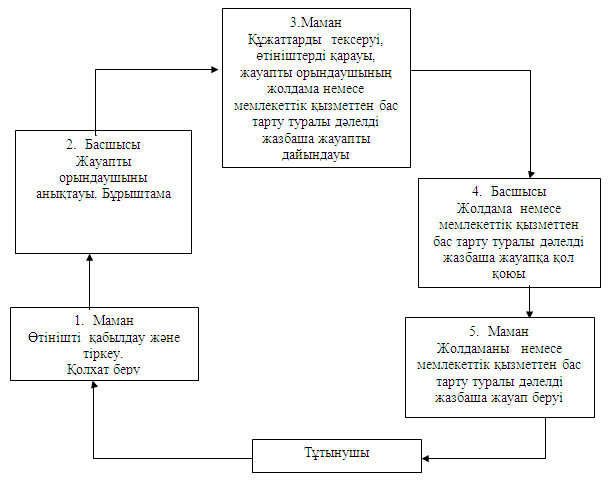 3.Маман
Құжаттарды тексеруі,
өтініштерді қарауы,
жауапты орындаушының
жолдама немесе
мемлекеттік қызметтен бас
тарту туралы дәлелді
жазбаша жауапты
дайындауы
2. Басшысы
Жауапты
орындаушыны
анықтауы. Бұрыштама
4. Басшысы
Жолдама немесе
мемлекеттік қызметтен
бас тарту туралы дәлелді
жазбаша жауапқа қол
қоюы
1. Маман
Өтінішті қабылдау және
тіркеу.
Қолхат беру
5. Маман
Жолдаманы немесе
мемлекеттік қызметтен бас
тарту туралы дәлелді
жазбаша жауап беруі
Тұтынушы